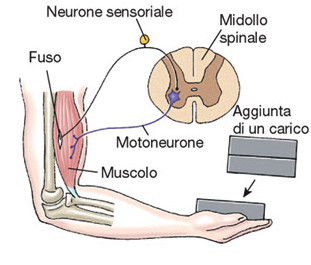 Neurone sensoriale
Midollo
spinale
Fuso
Aggiunta
di un carico
Motoneurone
Muscolo